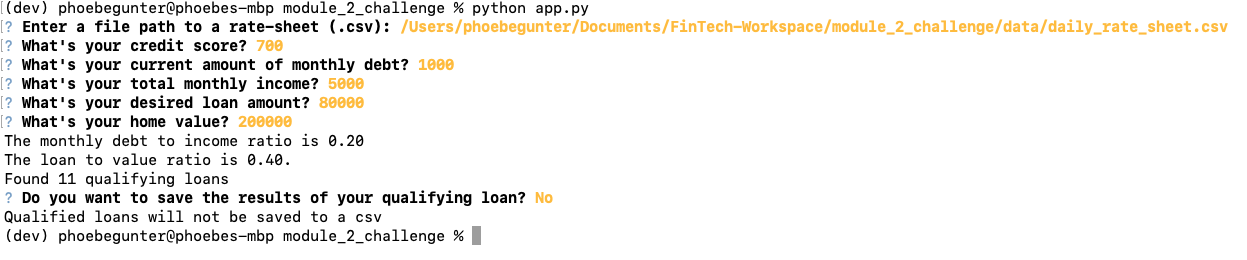 (dev) phoebegunter@phoebes-mbp module_2_challenge % python app.py
? Enter a file path to a rate-sheet (.csv): /Users/phoebegunter/Documents/FinTech-Workspace/module_2_challenge/data/daily_rate_sheet.csv
? What's your credit score? 700
? What's your current amount of monthly debt? 1000
? What's your total monthly income? 5000
? What's your desired loan amount? 80000
? What's your home value? 200000
The monthly debt to income ratio is 0.20
The loan to value ratio is 0.40.
Found 11 qualifying loans
? Do you want to save the results of your qualifying loan? No
Qualified loans will not be saved to a csv
(dev) phoebegunter@phoebes-mbp module_2_challenge %